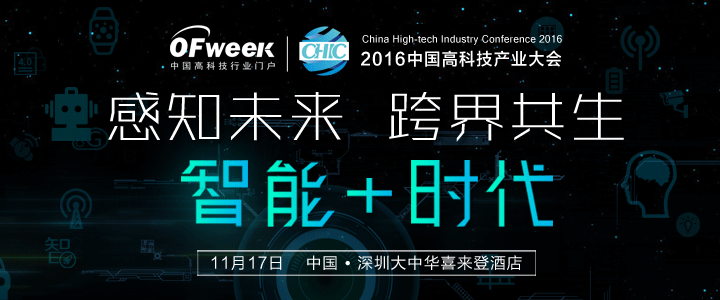 OFweek
中国高科技行业门户
CHIC
China High-tech Industry Conference 2016
2016中国高科技产业大会
4.0
感知未来 跨界共生
智能+时代
智
11月17日 中国·深圳大中华喜来登酒店